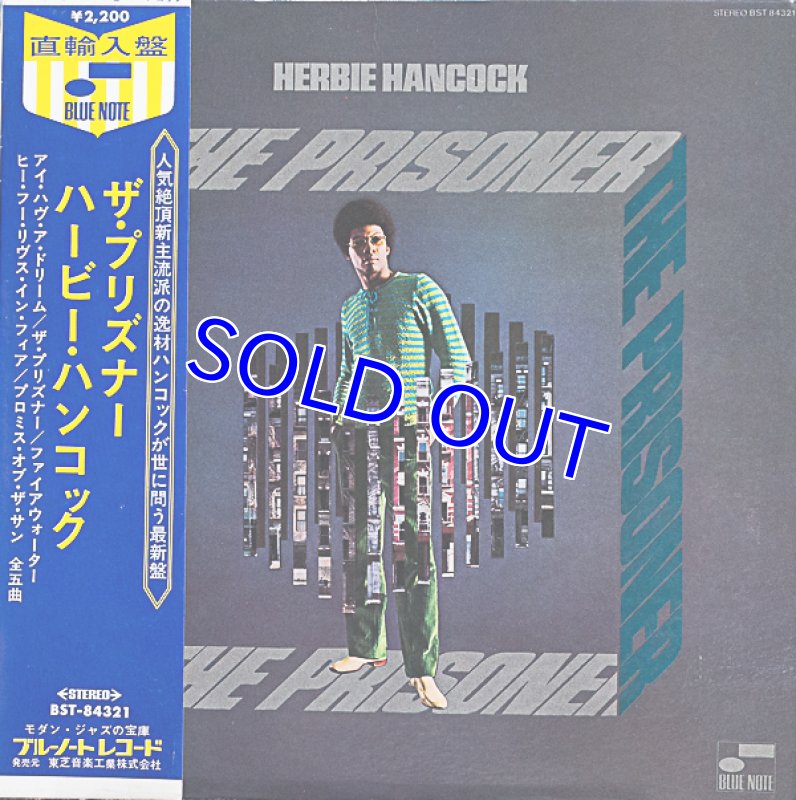 ¥2,200
直輸入盤
BLUE NOTE
人気絶頂新主流派の逸材ハンコックが世に問う最新盤
ザ・プリズナー
ハービー・ハンコック
アイ・ハヴ・ア・ドリーム/ザ・プリズナー/ファイアウォーター
ヒー・フー・リヴス・イン・フィア/プロミス・オブ・ザ・サン 全五曲
STEREO
BST-84321
モダン・ジャズの宝庫
ブルーノートレコード
発売元 東芝音楽工業株式会社
STEREO BST 84321
HERBIE HANCOCK
THE PRISONER
THE PRISONER
SOLD OUT
THE PRISONER
BLUE NOTE